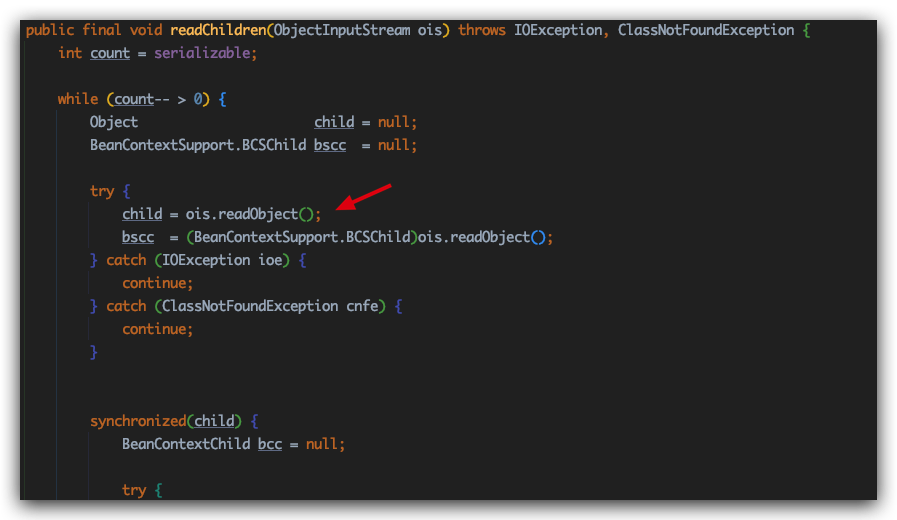 public final void readChildren(ObjectInputStream ois) throws IOException, ClassNotFoundException {
int count = serializable;
while (count-- > 0) {
Object child = null;
BeanContextSupport.BCSChild bscc = null;
try {
child = ois.readObject();
bscc = (BeanContextSupport.BCSChild)ois.readObject();
} catch (IOException ioe) {
continue;
} catch (ClassNotFoundException cnfe) {
continue;
}
synchronized(child) {
BeanContextChild bcc = null;
try {